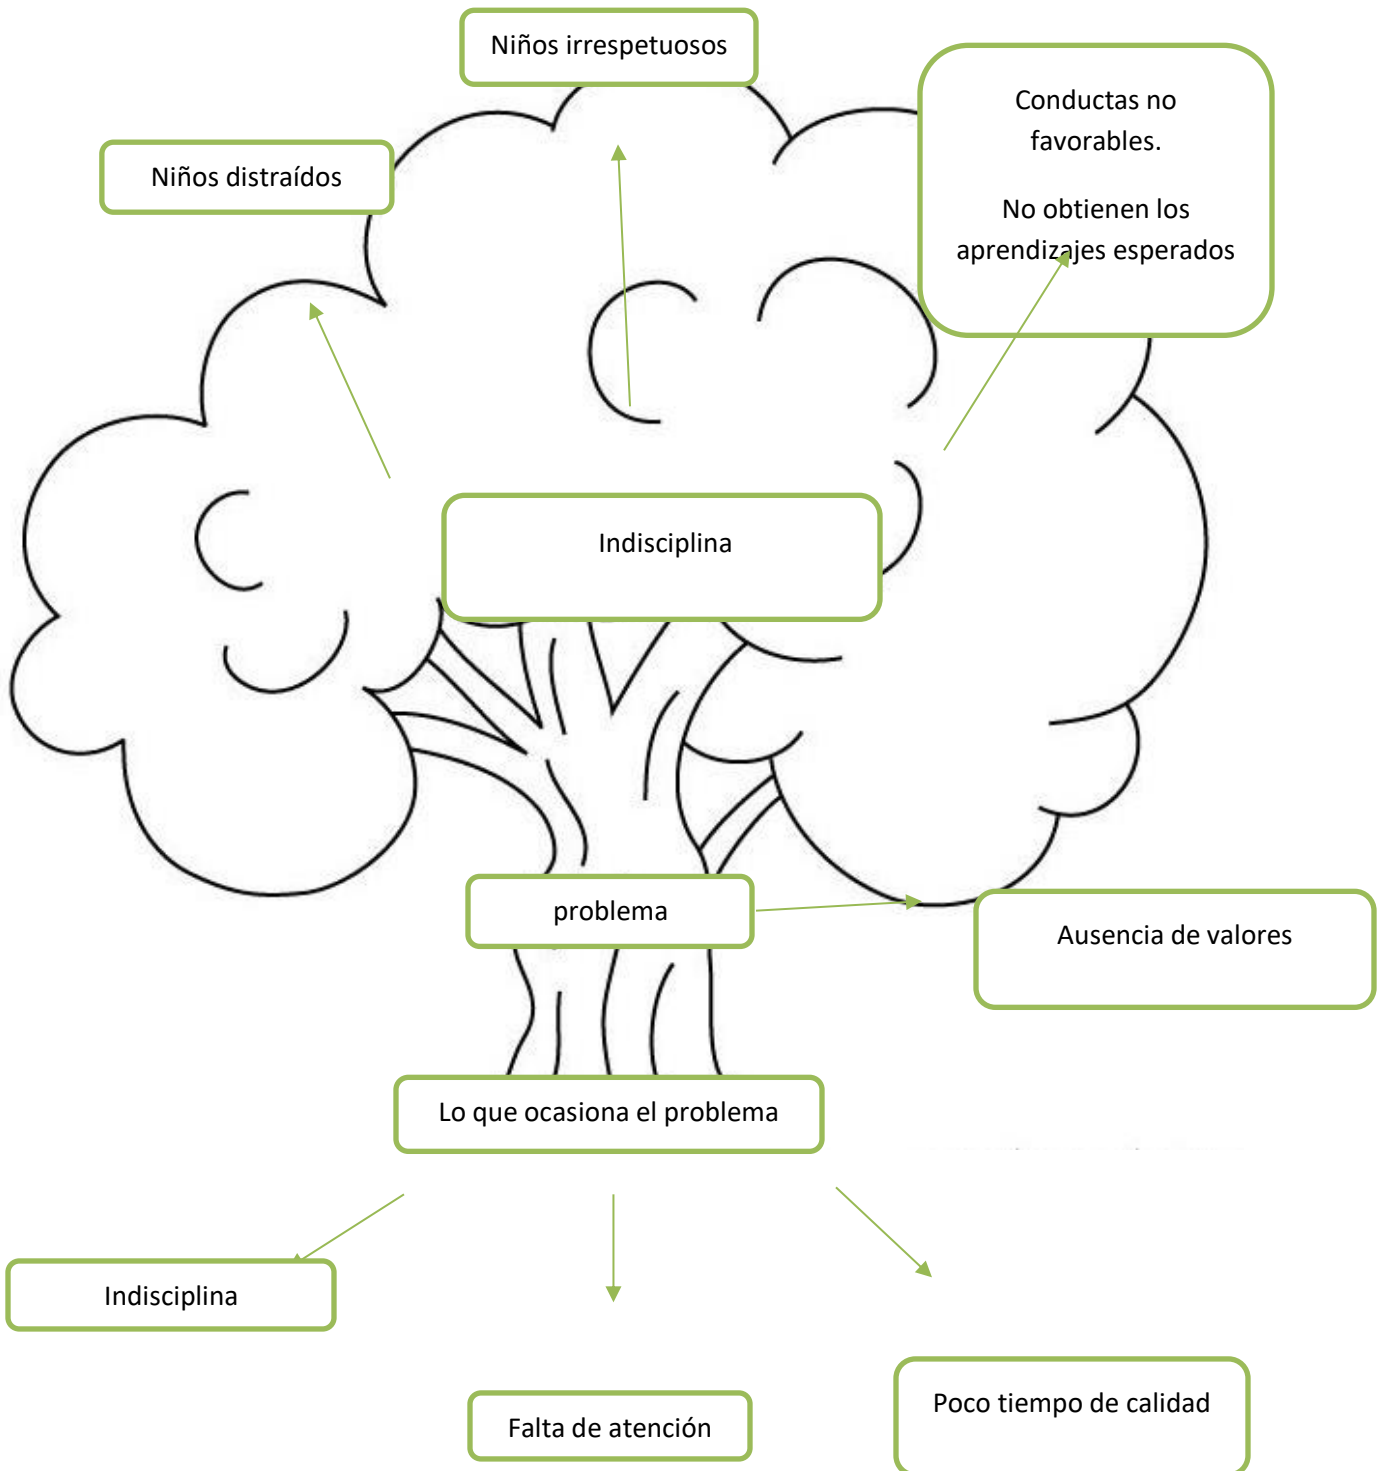 Niños irrespetuosos
Conductas no
favorables.
No obtienen los
aprendizajes esperados
Niños distraídos
Indisciplina
problema
Ausencia de valores
Lo que ocasiona el problema
Indisciplina
Falta de atención
Poco tiempo de calidad